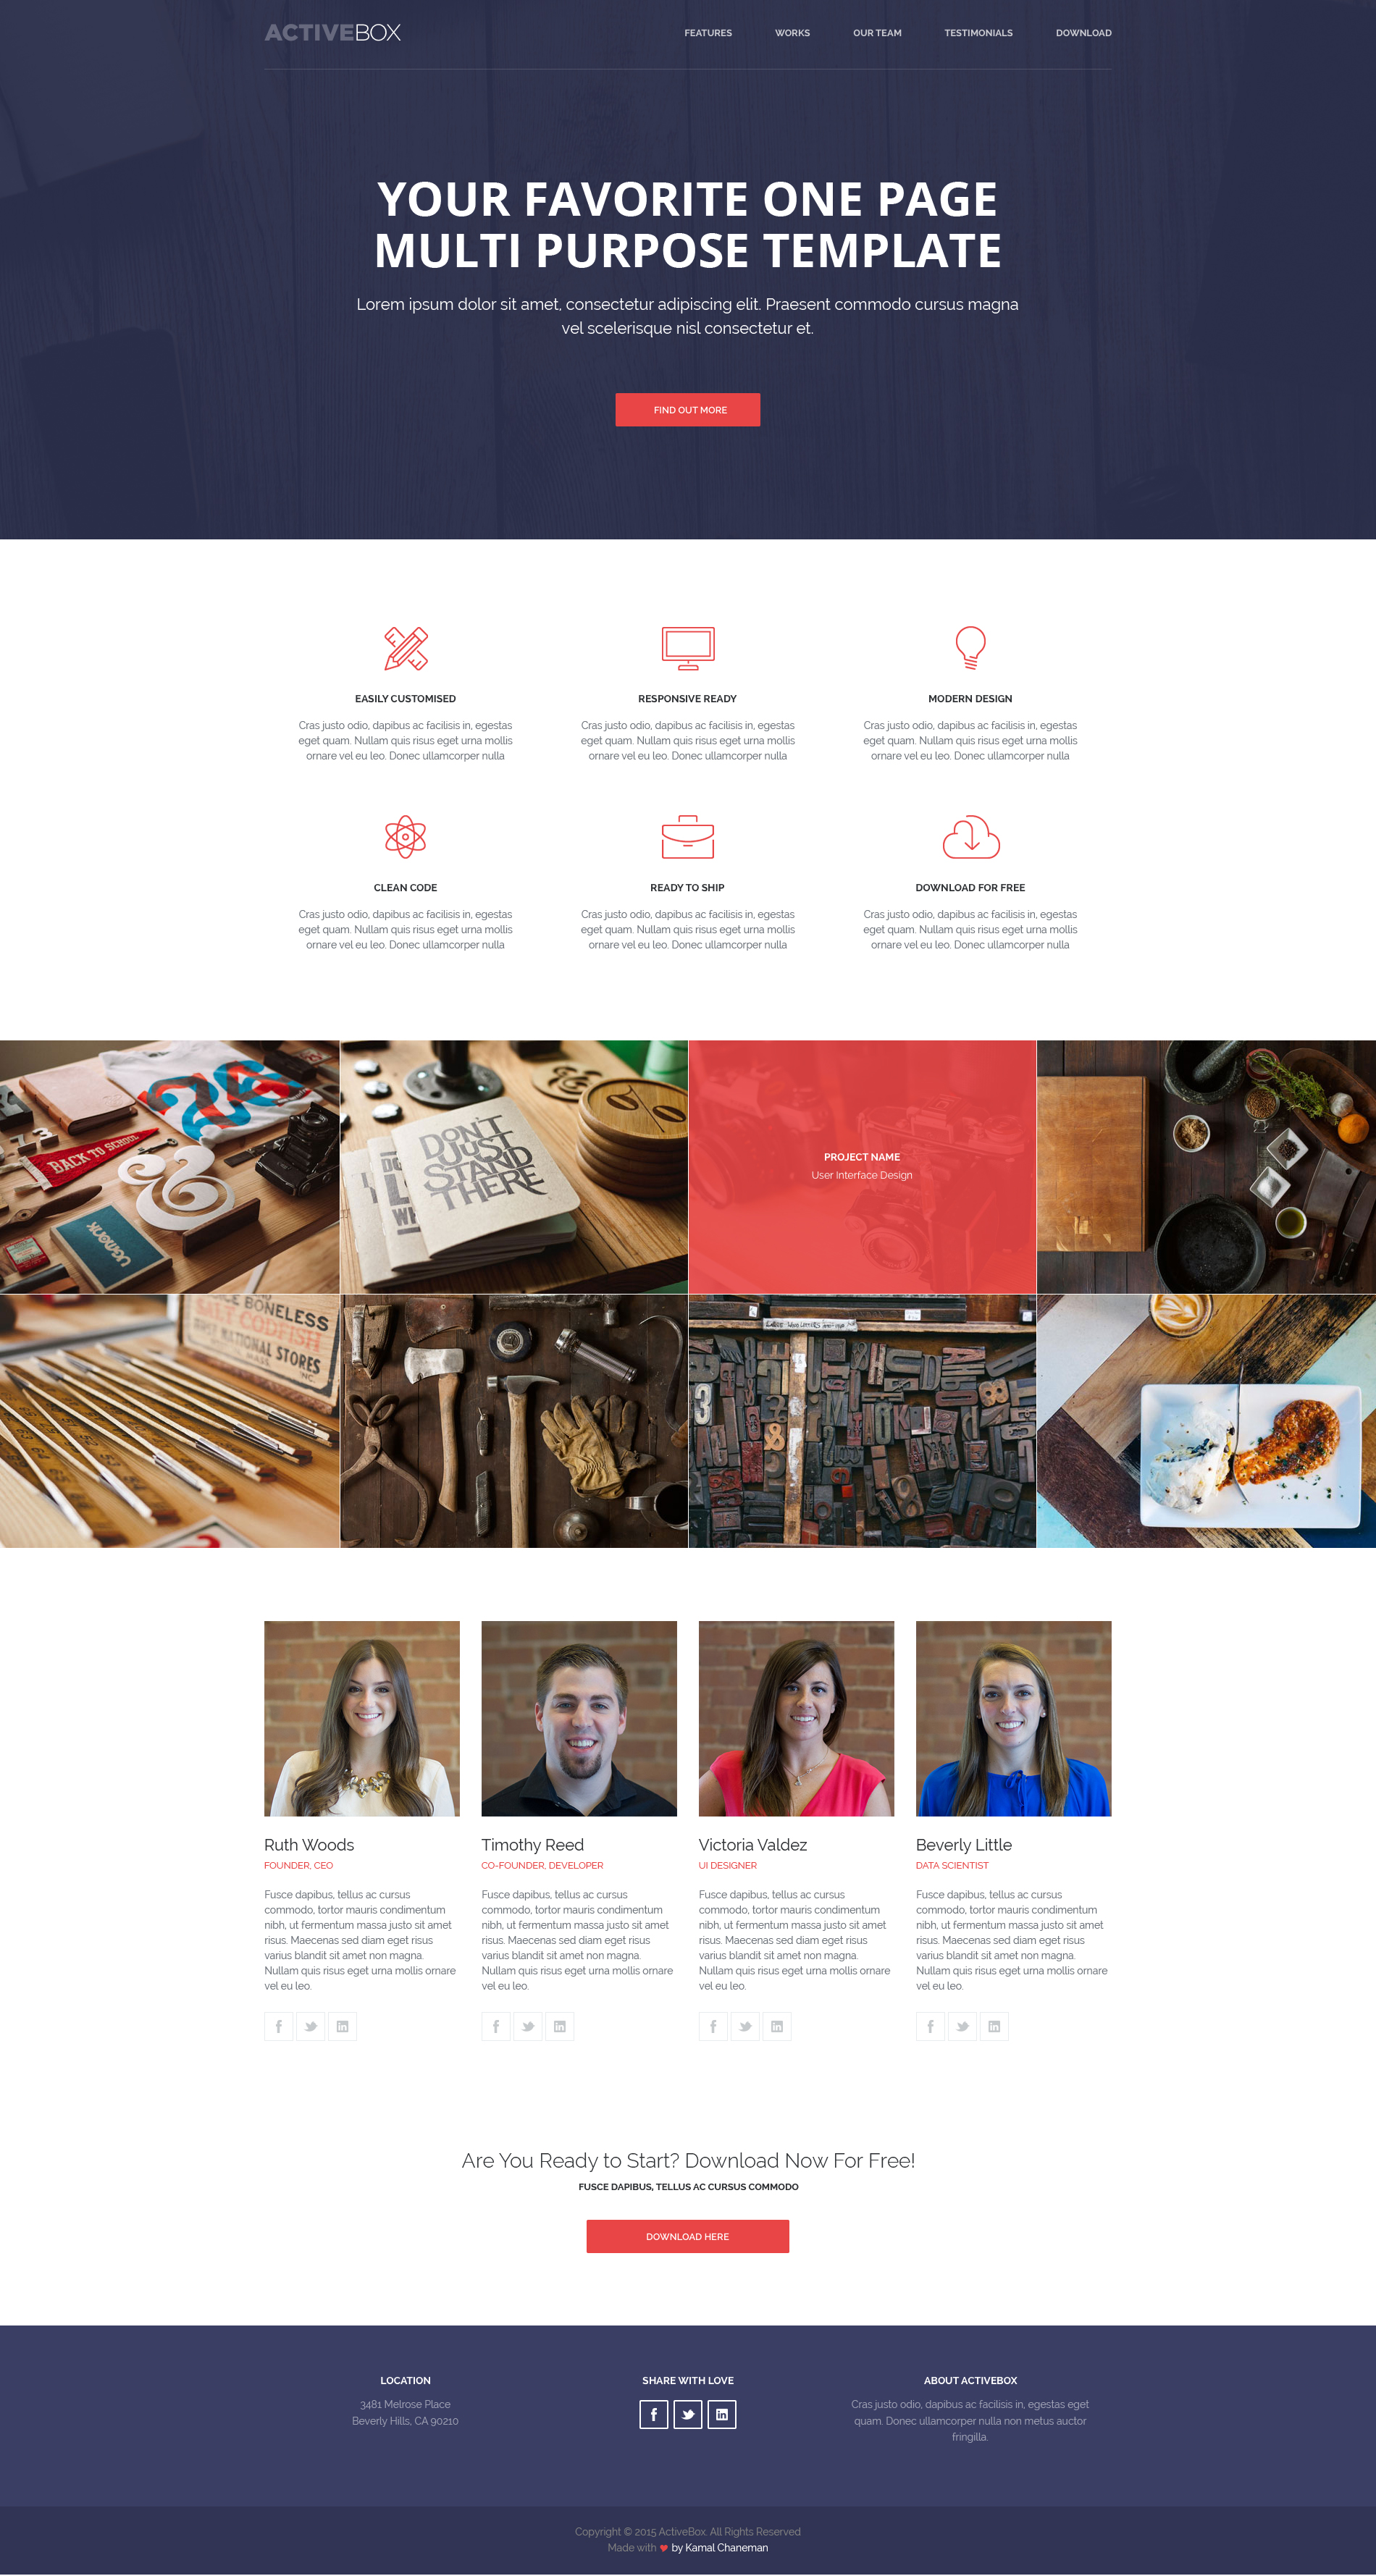 ACTIVEBOX
FEATURES WORKS OUR TEAM TESTIMONIALS DOWNLOAD
YOUR FAVORITE ONE PAGE
MULTI PURPOSE TEMPLATE
Lorem ipsum dolor sit amet, consectetur adipiscing elit. Praesent commodo cursus magna
vel scelerisque nisl consectetur et.
FIND OUT MORE
EASILY CUSTOMISED
Cras justo odio, dapibus ac facilisis in, egestas
eget quam. Nullam quis risus eget urna mollis
ornare vel eu leo. Donec ullamcorper nulla
RESPONSIVE READY
Cras justo odio, dapibus ac facilisis in, egestas
eget quam. Nullam quis risus eget urna mollis
ornare vel eu leo. Donec ullamcorper nulla
MODERN DESIGN
Cras justo odio, dapibus ac facilisis in, egestas
eget quam. Nullam quis risus eget urna mollis
ornare vel eu leo. Donec ullamcorper nulla
CLEAN CODE
Cras justo odio, dapibus ac facilisis in, egestas
eget quam. Nullam quis risus eget urna mollis
ornare vel eu leo. Donec ullamcorper nulla
READY TO SHIP
Cras justo odio, dapibus ac facilisis in, egestas
eget quam. Nullam quis risus eget urna mollis
ornare vel eu leo. Donec ullamcorper nulla
DOWNLOAD FOR FREE
Cras justo odio, dapibus ac facilisis in, egestas
eget quam. Nullam quis risus eget urna mollis
ornare vel eu leo. Donec ullamcorper nulla
BACK TO SCHOOL
&
ugmonk
DON'T
JUST
STAND
THERE
PROJECT NAME
User Interface Design
BONELESS
NATIONAL STORES
INC.
Ruth Woods
FOUNDER, CEO
Fusce dapibus, tellus ac cursus
commodo, tortor mauris condimentum
nibh, ut fermentum massa justo sit amet
risus. Maecenas sed diam eget risus
varius blandit sit amet non magna.
Nullam quis risus eget urna mollis ornare
vel eu leo.
Timothy Reed
CO-FOUNDER, DEVELOPER
Fusce dapibus, tellus ac cursus
commodo, tortor mauris condimentum
nibh, ut fermentum massa justo sit amet
risus. Maecenas sed diam eget risus
varius blandit sit amet non magna.
Nullam quis risus eget urna mollis ornare
vel eu leo.
Victoria Valdez
UI DESIGNER
Fusce dapibus, tellus ac cursus
commodo, tortor mauris condimentum
nibh, ut fermentum massa justo sit amet
risus. Maecenas sed diam eget risus
varius blandit sit amet non magna.
Nullam quis risus eget urna mollis ornare
vel eu leo.
Beverly Little
DATA SCIENTIST
Fusce dapibus, tellus ac cursus
commodo, tortor mauris condimentum
nibh, ut fermentum massa justo sit amet
risus. Maecenas sed diam eget risus
varius blandit sit amet non magna.
Nullam quis risus eget urna mollis ornare
vel eu leo.
Are You Ready to Start? Download Now For Free!
FUSCE DAPIBUS, TELLUS AC CURSUS COMMODO
DOWNLOAD HERE
LOCATION
3481 Melrose Place
Beverly Hills, CA 90210
SHARE WITH LOVE
ABOUT ACTIVEBOX
Cras justo odio, dapibus ac facilisis in, egestas eget
quam. Donec ullamcorper nulla non metus auctor
fringilla.
Copyright © 2015 ActiveBox. All Rights Reserved
Made with ♥ by Kamal Chaneman